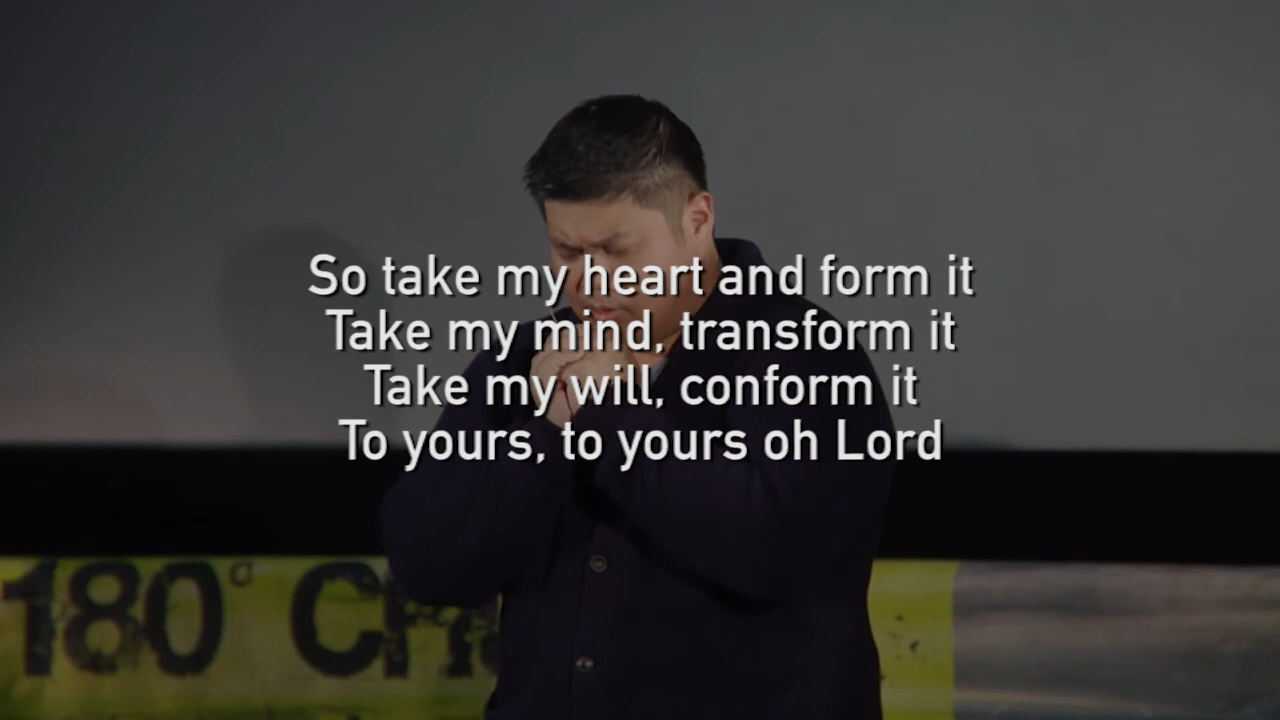 So take my heart and form it
Take my mind, transform it
Take my will, conform it
To yours, to yours oh Lord
180°